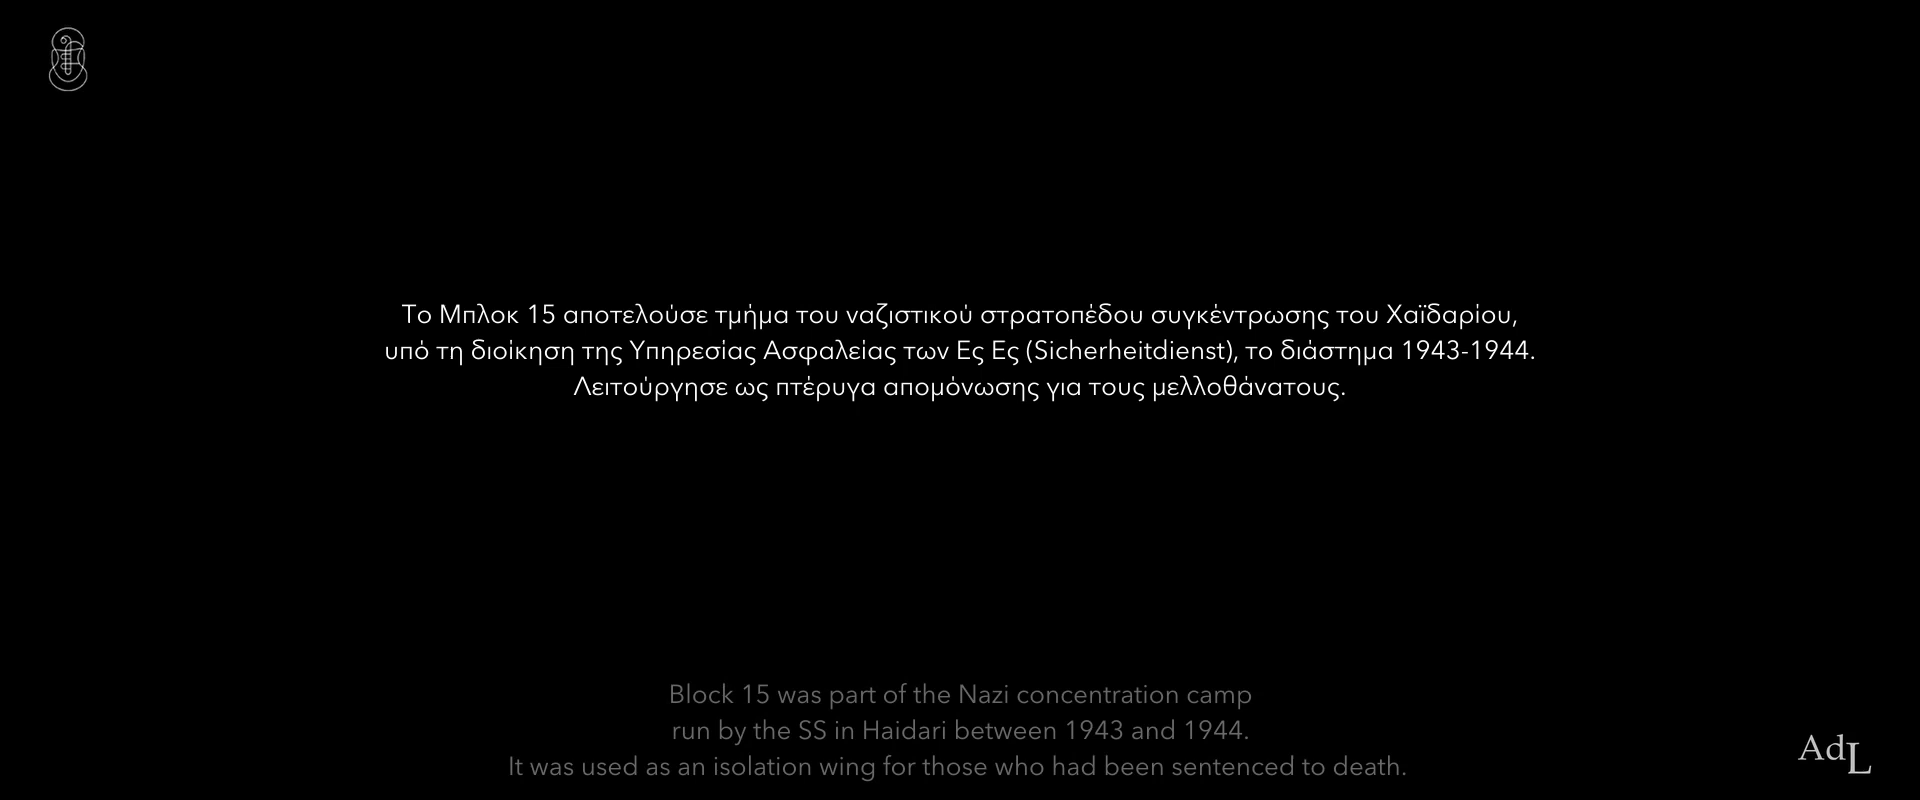 Το Μπλοκ 15 αποτελούσε τμήμα του ναζιστικού στρατοπέδου συγκέντρωσης του Χαϊδαρίου,
υπό τη διοίκηση της Υπηρεσίας Ασφαλείας των Ες Ες (Sicherheitdienst), το διάστημα 1943-1944.
Λειτούργησε ως πτέρυγα απομόνωσης για τους μελλοθάνατους.
Block 15 was part of the Nazi concentration camp
run by the SS in Haidari between 1943 and 1944.
It was used as an isolation wing for those who had been sentenced to death.
AdL